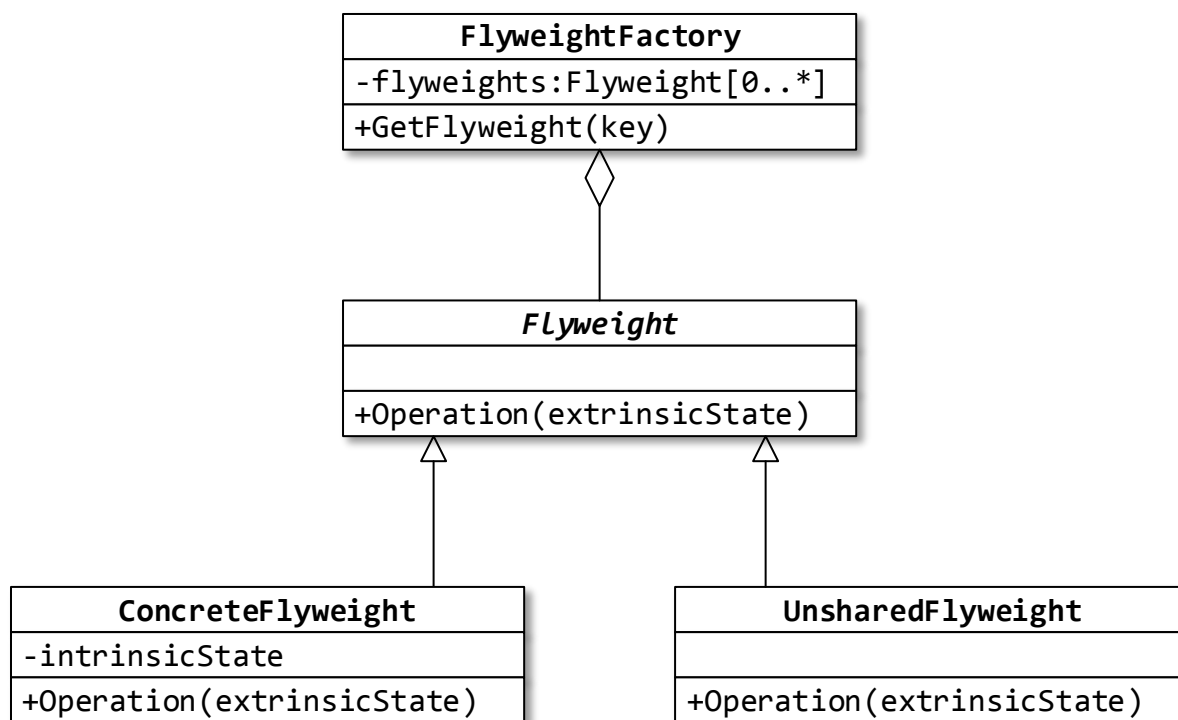 FlyweightFactory
-flyweights:Flyweight[0..*]
+GetFlyweight(key)
Flyweight
+Operation(extrinsicState)
ConcreteFlyweight
-intrinsicState
+Operation(extrinsicState)
UnsharedFlyweight
+Operation(extrinsicState)